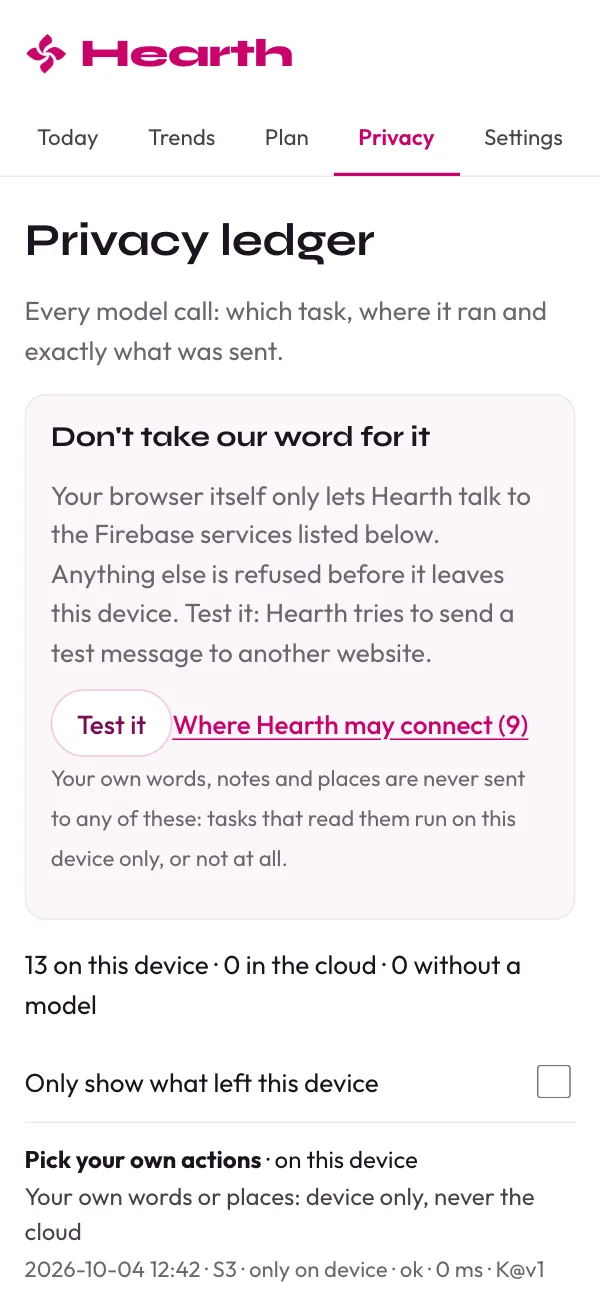 Hearth
Today Trends Plan Privacy Settings
Privacy ledger
Every model call: which task, where it ran and
exactly what was sent.
Don't take our word for it
Your browser itself only lets Hearth talk to
the Firebase services listed below.
Anything else is refused before it leaves
this device. Test it: Hearth tries to send a
test message to another website.
Test it Where Hearth may connect (9)
Your own words, notes and places are never sent
to any of these: tasks that read them run on this
device only, or not at all.
13 on this device · 0 in the cloud · 0 without a
model
Only show what left this device
Pick your own actions · on this device
Your own words or places: device only, never the
cloud
2026-10-04 12:42 · S3 · only on device · ok · 0 ms · K@v1